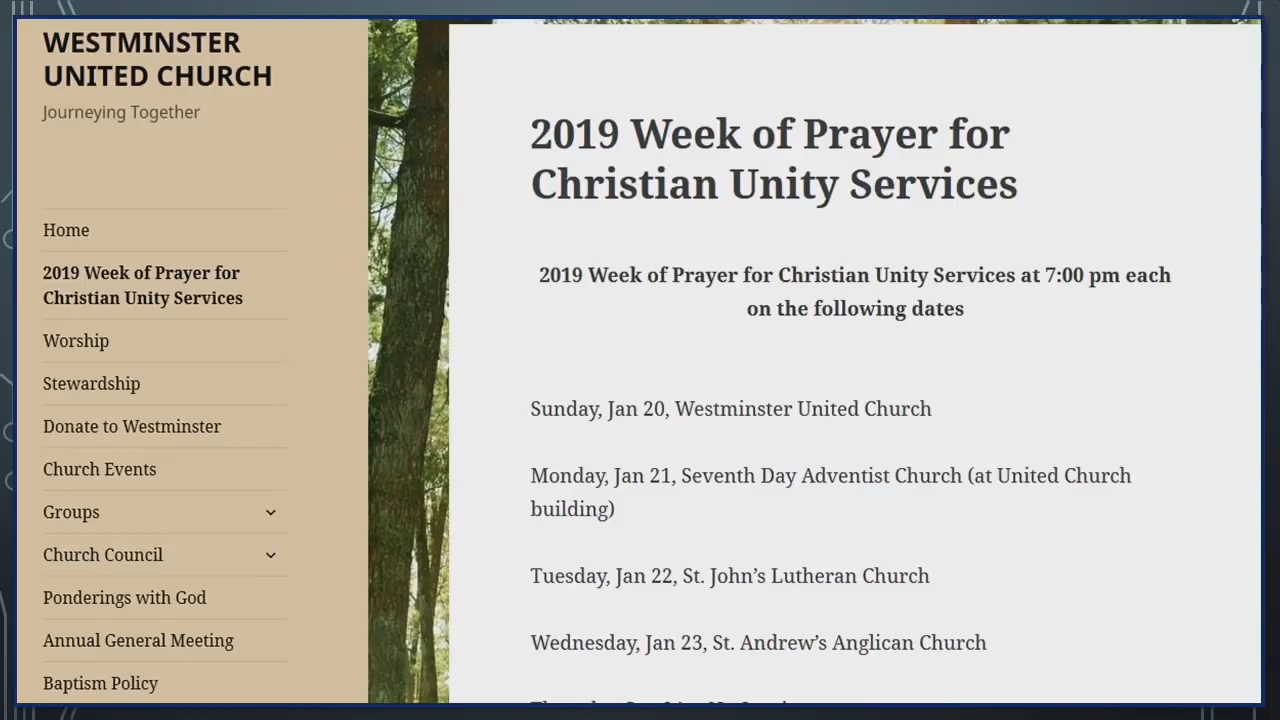 WESTMINSTER
UNITED CHURCH
Journeying Together
Home
2019 Week of Prayer for
Christian Unity Services
Worship
Stewardship
Donate to Westminster
Church Events
Groups
Church Council
Ponderings with God
Annual General Meeting
Baptism Policy
2019 Week of Prayer for
Christian Unity Services
2019 Week of Prayer for Christian Unity Services at 7:00 pm each
on the following dates
Sunday, Jan 20, Westminster United Church
Monday, Jan 21, Seventh Day Adventist Church (at United Church
building)
Tuesday, Jan 22, St. John’s Lutheran Church
Wednesday, Jan 23, St. Andrew’s Anglican Church